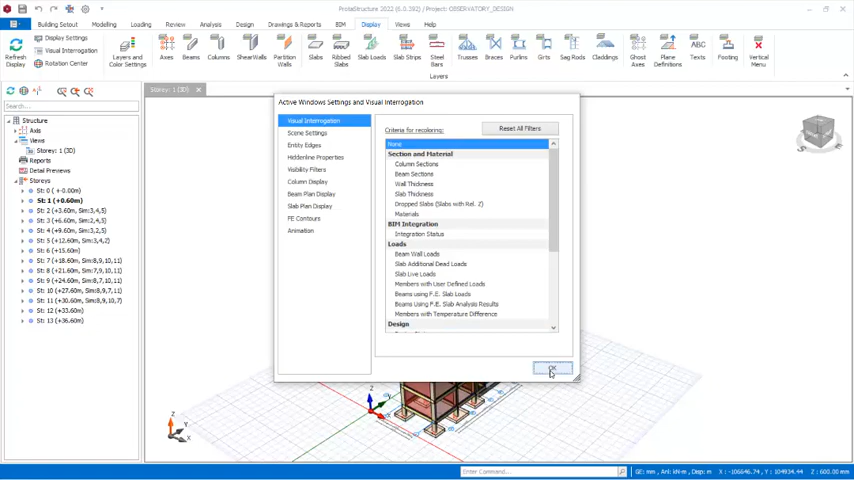 ProtaStructure 2022 (6.0.392) / Project: OBSERVATORY_DESIGN
Building Setout Modelling Loading Review Analysis Design Drawings & Reports BIM Display Views Help
Refresh Display
Display Settings
Visual Interrogation
Rotation Center
Layers and Color Settings
Axes Beams Columns ShearWalls Partition Walls Slabs Ribbed Slabs Slab Loads Slab Strips Steel Bars Trusses Braces Purlins Girts Sag Rods Claddings Ghost Axes Plane Definitions Texts Footing Vertical Menu
ABC
Layers
Storey: 1 (3D)
Search...
Structure
Axis
Views
Storey: 1 (3D)
Reports
Detail Previews
Storeys
St: 0 ( +-0.00m)
St: 1 (+0.60m)
St: 2 (+3.60m, Sim:3,4,5)
St: 3 (+6.60m, Sim:2,4,5)
St: 4 (+9.60m, Sim:2,3,5)
St: 5 (+12.60m, Sim:3,4,2)
St: 6 (+15.60m)
St: 7 (+18.60m, Sim:8,9,10,11)
St: 8 (+21.60m, Sim:7,9,10,11)
St: 9 (+24.60m, Sim:7,8,10,11)
St: 10 (+27.60m, Sim:8,9,7,11)
St: 11 (+30.60m, Sim:8,9,10,7)
St: 12 (+33.60m)
St: 13 (+36.60m)
Active Windows Settings and Visual Interrogation
Visual Interrogation
Scene Settings
Entity Edges
Hiddenline Properties
Visibility Filters
Column Display
Beam Plan Display
Slab Plan Display
FE Contours
Animation
Criteria for recoloring:
Reset All Filters
None
Section and Material
Column Sections
Beam Sections
Wall Thickness
Slab Thickness
Dropped Slabs (Slabs with Rel. Z)
Materials
BIM Integration
Integration Status
Loads
Beam Wall Loads
Slab Additional Dead Loads
Slab Live Loads
Members with User Defined Loads
Beams using F.E. Slab Loads
Beams using F.E. Slab Analysis Results
Members with Temperature Difference
Design
OK
Z
Y
X
Z
Y
X
Enter Command...
GE: mm , Anl: kN-m , Disp: m
X : -106646.74 , Y : 104934.44
Z : 600.00 mm